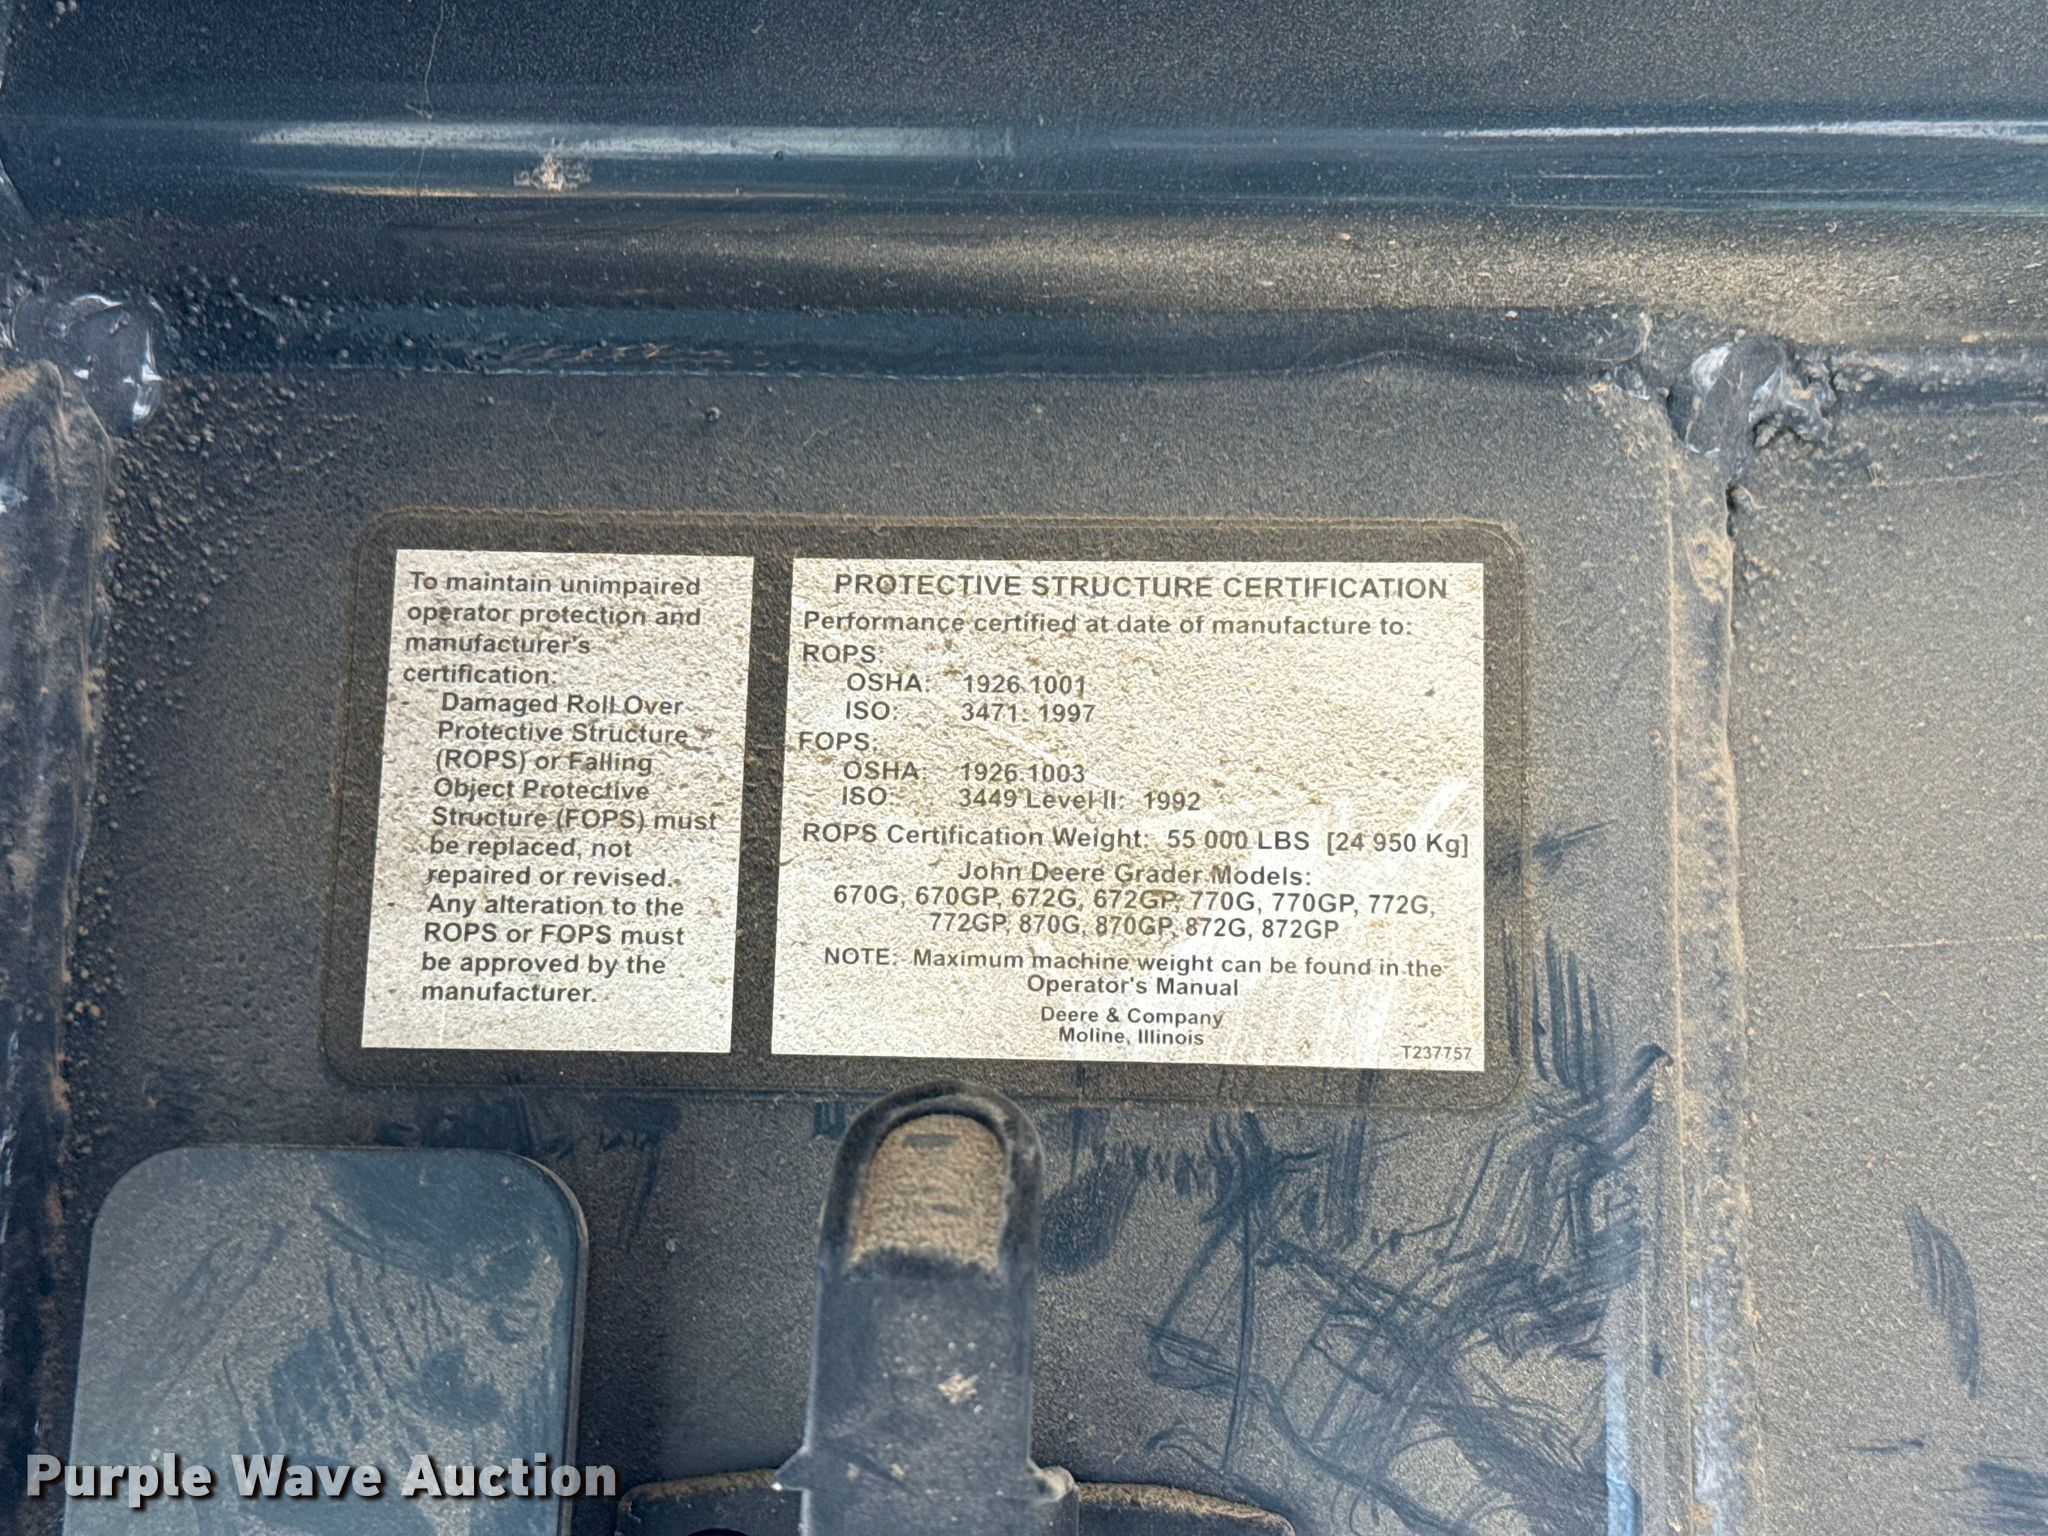 To maintain unimpaired
operator protection and
manufacturer's
certification:
- Damaged Roll Over
Protective Structure
(ROPS) or Falling
Object Protective
Structure (FOPS) must
be replaced, not
repaired or revised.
- Any alteration to the
ROPS or FOPS must
be approved by the
manufacturer.
PROTECTIVE STRUCTURE CERTIFICATION
Performance certified at date of manufacture to:
ROPS:
OSHA: 1926.1001
ISO: 3471: 1997
FOPS:
OSHA: 1926.1003
ISO: 3449 Level II: 1992
ROPS Certification Weight: 55 000 LBS [24 950 Kg]
John Deere Grader Models:
670G, 670GP, 672G, 672GP, 770G, 770GP, 772G,
772GP, 870G, 870GP, 872G, 872GP
NOTE: Maximum machine weight can be found in the
Operator's Manual
Deere & Company
Moline, Illinois
T237757
Purple Wave Auction